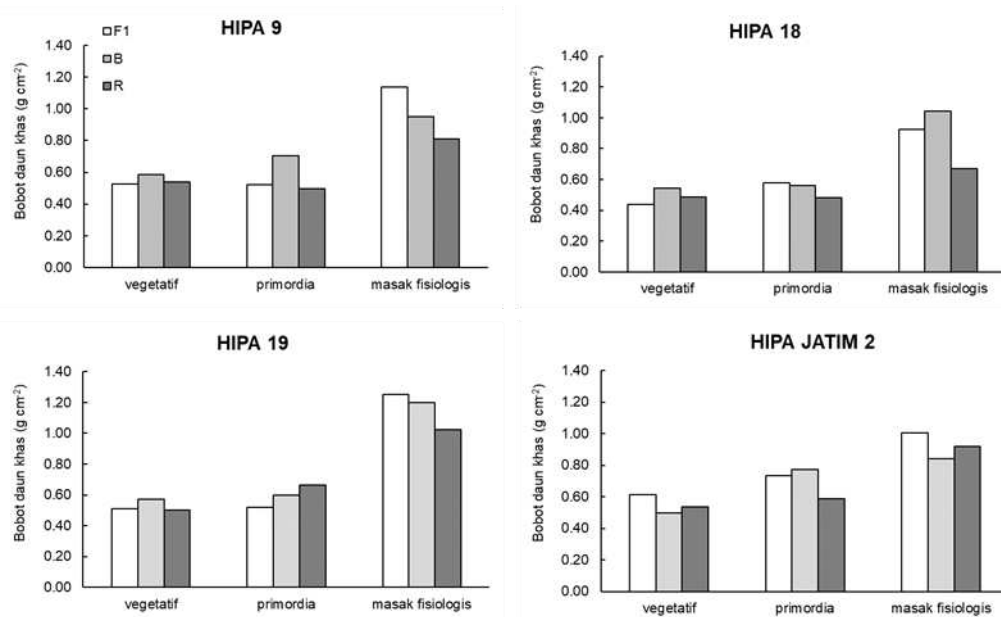 HIPA 9
F1
B
R
Bobot daun khas (g cm-2)
1.40
1.20
1.00
0.80
0.60
0.40
0.20
0.00
vegetatif primordia masak fisiologis
HIPA 18
Bobot daun khas (g cm-2)
1.40
1.20
1.00
0.80
0.60
0.40
0.20
0.00
vegetatif primordia masak fisiologis
HIPA 19
Bobot daun khas (g cm-2)
1.40
1.20
1.00
0.80
0.60
0.40
0.20
0.00
vegetatif primordia masak fisiologis
HIPA JATIM 2
Bobot daun khas (g cm-2)
1.40
1.20
1.00
0.80
0.60
0.40
0.20
0.00
vegetatif primordia masak fisiologis